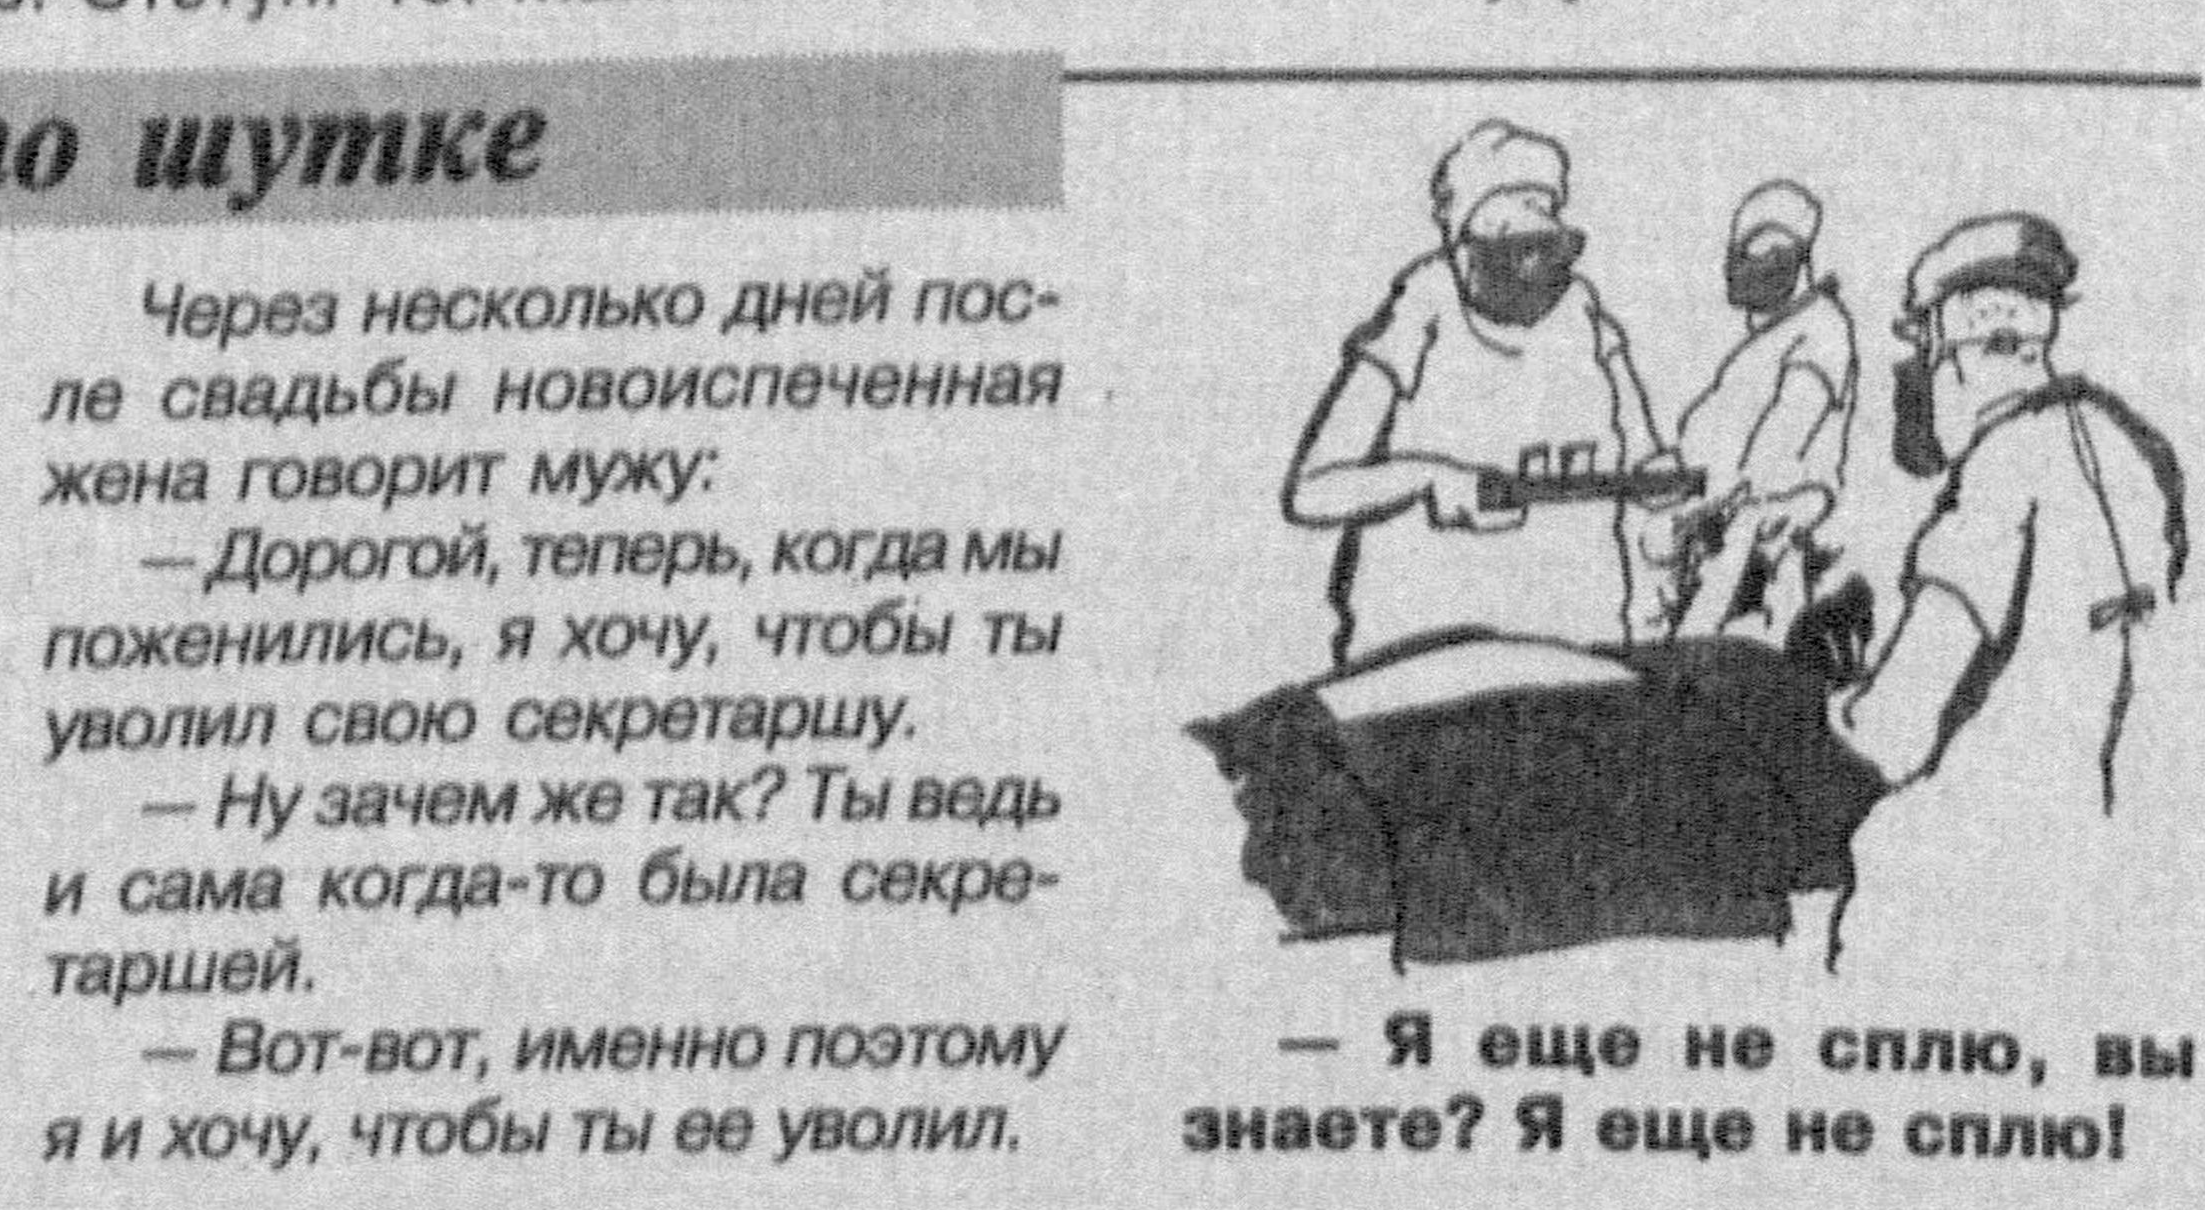 шутке
Через несколько дней пос-
ле свадьбы новоиспеченная
жена говорит мужу:
— Дорогой, теперь, когда мы
поженились, я хочу, чтобы ты
уволил свою секретаршу.
— Ну зачем же так? Ты ведь
и сама когда-то была секре-
таршей.
— Вот-вот, именно поэтому
я и хочу, чтобы ты ее уволил.
— Я еще не сплю, вы
знаете? Я еще не сплю!